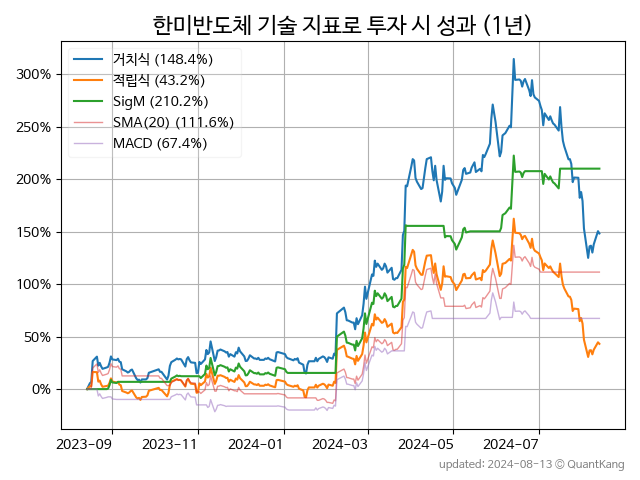 한미반도체 기술 지표로 투자 시 성과 (1년)
거치식 (148.4%)
적립식 (43.2%)
SigM (210.2%)
SMA(20) (111.6%)
MACD (67.4%)
300%
250%
200%
150%
100%
50%
0%
2023-09 2023-11 2024-01 2024-03 2024-05 2024-07
updated: 2024-08-13 © QuantKang